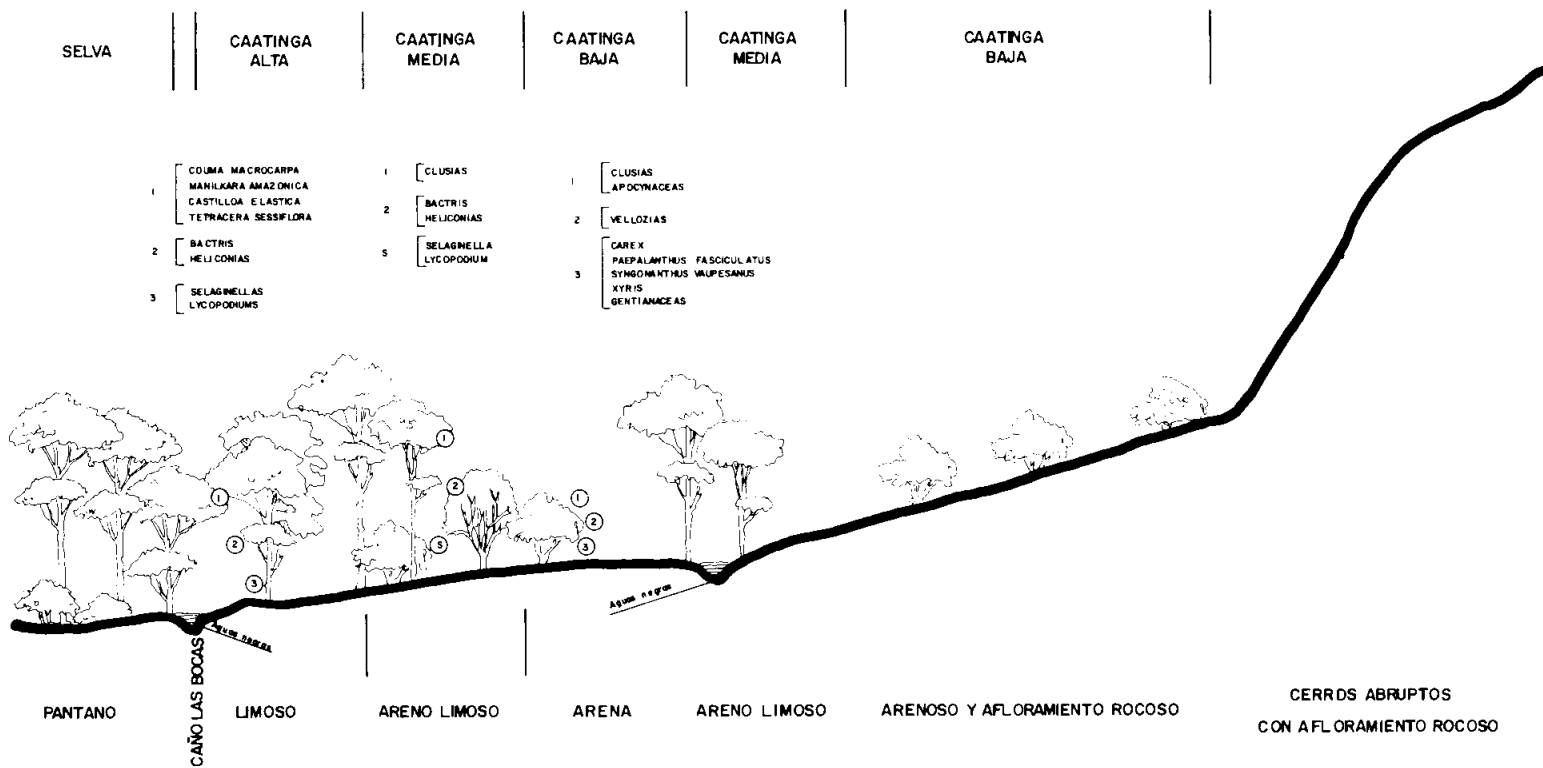 SELVA
CAATINGA
ALTA
CAATINGA
MEDIA
CAATINGA
BAJA
CAATINGA
MEDIA
CAATINGA
BAJA
1
COUMA MACROCARPA
MANILKARA AMAZONICA
CASTILLOA ELASTICA
TETRACERA SESSIFLORA
2
BACTRIS
HELICONIAS
3
SELAGINELLAS
LYCOPODIUMS
1
CLUSIAS
2
BACTRIS
HELICONIAS
S
SELAGINELLA
LYCOPODIUM
1
CLUSIAS
APOCYNACEAS
2
VELLOZIAS
3
CAREX
PAEPALANTHUS FASCICULATUS
SYNGONANTHUS VAUPESANUS
XYRIS
GENTIANACEAS
1
2
3
1
2
S
1
2
3
Aguas negras
Aguas negras
CAÑO LAS BOCAS
PANTANO
LIMOSO
ARENO LIMOSO
ARENA
ARENO LIMOSO
ARENOSO Y AFLORAMIENTO ROCOSO
CERROS ABRUPTOS
CON AFLORAMIENTO ROCOSO